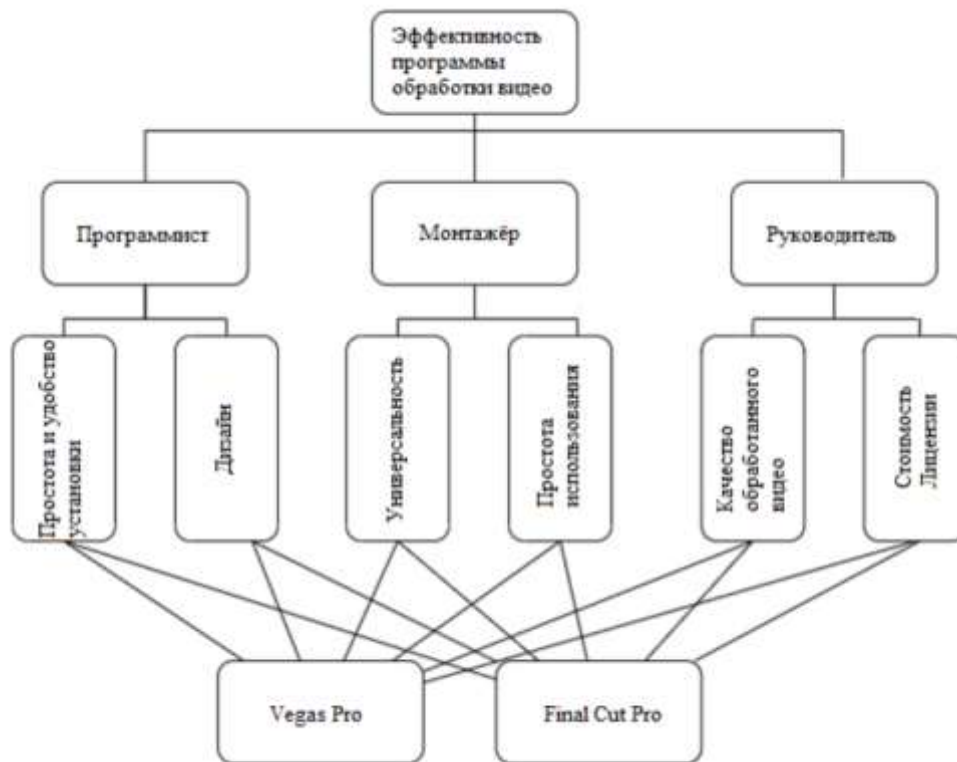 Эффективность
программы
обработки видео
Программист
Монтажёр
Руководитель
Простота и удобство
установки
Дизайн
Универсальность
Простота
использования
Качество
обработанного
видео
Стоимость
Лицензии
Vegas Pro
Final Cut Pro